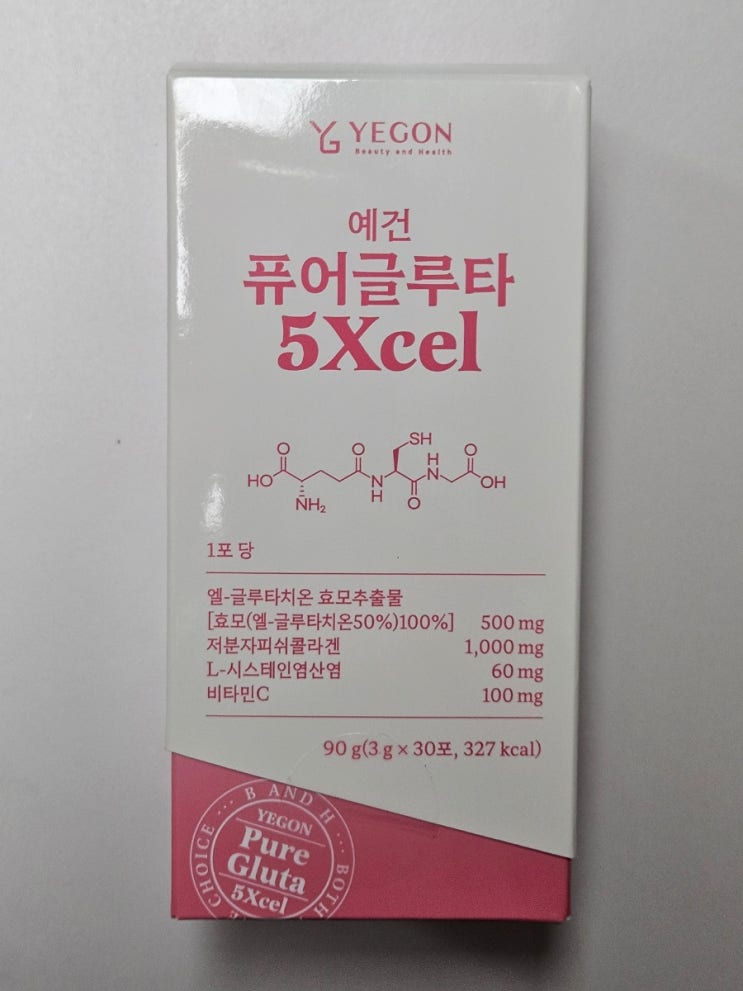 YG YEGON
Beauty and Health
예건
퓨어글루타
5Xcel
SH
O O H O
HO N N OH
NH₂ H O
1포 당
엘-글루타치온 효모추출물
[효모(엘-글루타치온50%)100%] 500 mg
저분자피쉬콜라겐 1,000 mg
L-시스테인염산염 60 mg
비타민C 100 mg
90 g(3 g × 30포, 327 kcal)
CHOICE ··· B AND H ··· BOTH
YEGON
Pure
Gluta
5Xcel